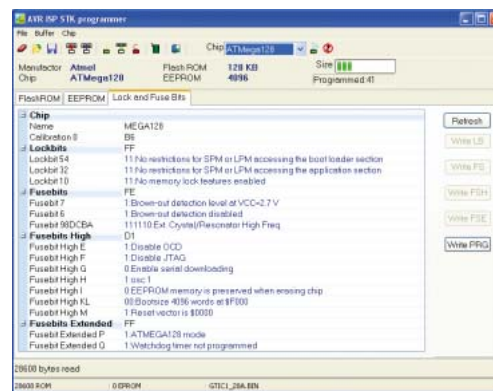 AVR ISP STK programmer
File Buffer Chip
Chip ATMega128
Manufactor Atmel Flash ROM 128 KB Size
Chip ATMega128 EEPROM 4096 Programmed:41
FlashROM EEPROM Lock and Fuse Bits
Chip
Name MEGA128
Calibration 0 B6
Lockbits FF
Lockbit 54 11:No restrictions for SPM or LPM accessing the boot loader section
Lockbit 32 11:No restrictions for SPM or LPM accessing the application section
Lockbit 10 11:No memory lock features enabled
Fusebits FE
Fusebit 7 1:Brown-out detection level at VCC=2.7 V
Fusebit 6 1:Brown-out detection disabled
Fusebit 98DCBA 111110:Ext. Crystal/Resonator High Freq.
Fusebits High D1
Fusebit High E 1:Disable OCD
Fusebit High F 1:Disable JTAG
Fusebit High G 0:Enable serial downloading
Fusebit High H 1:osc 1
Fusebit High I 0:EEPROM memory is preserved when erasing chip
Fusebit High KL 00:Bootsize 4096 words at $F000
Fusebit High M 1:Reset vector is $0000
Fusebits Extended FF
Fusebit Extended P 1:ATMEGA128 mode
Fusebit Extended Q 1:Watchdog timer not programmed
Refresh
Write LB
Write FS
Write FSH
Write FSE
Write PRG
28608 bytes read
28608 ROM 0 EPROM GTIC1_28A.BIN